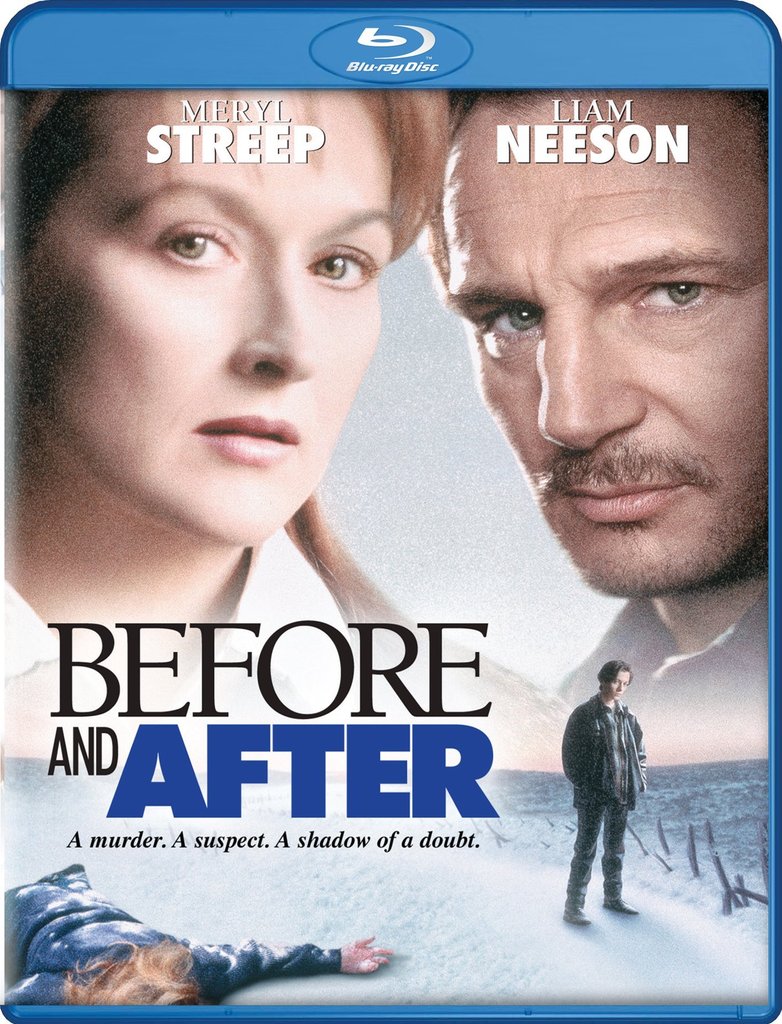 Blu-ray Disc
MERYL
STREEP
LIAM
NEESON
BEFORE
AND AFTER
A murder. A suspect. A shadow of a doubt.